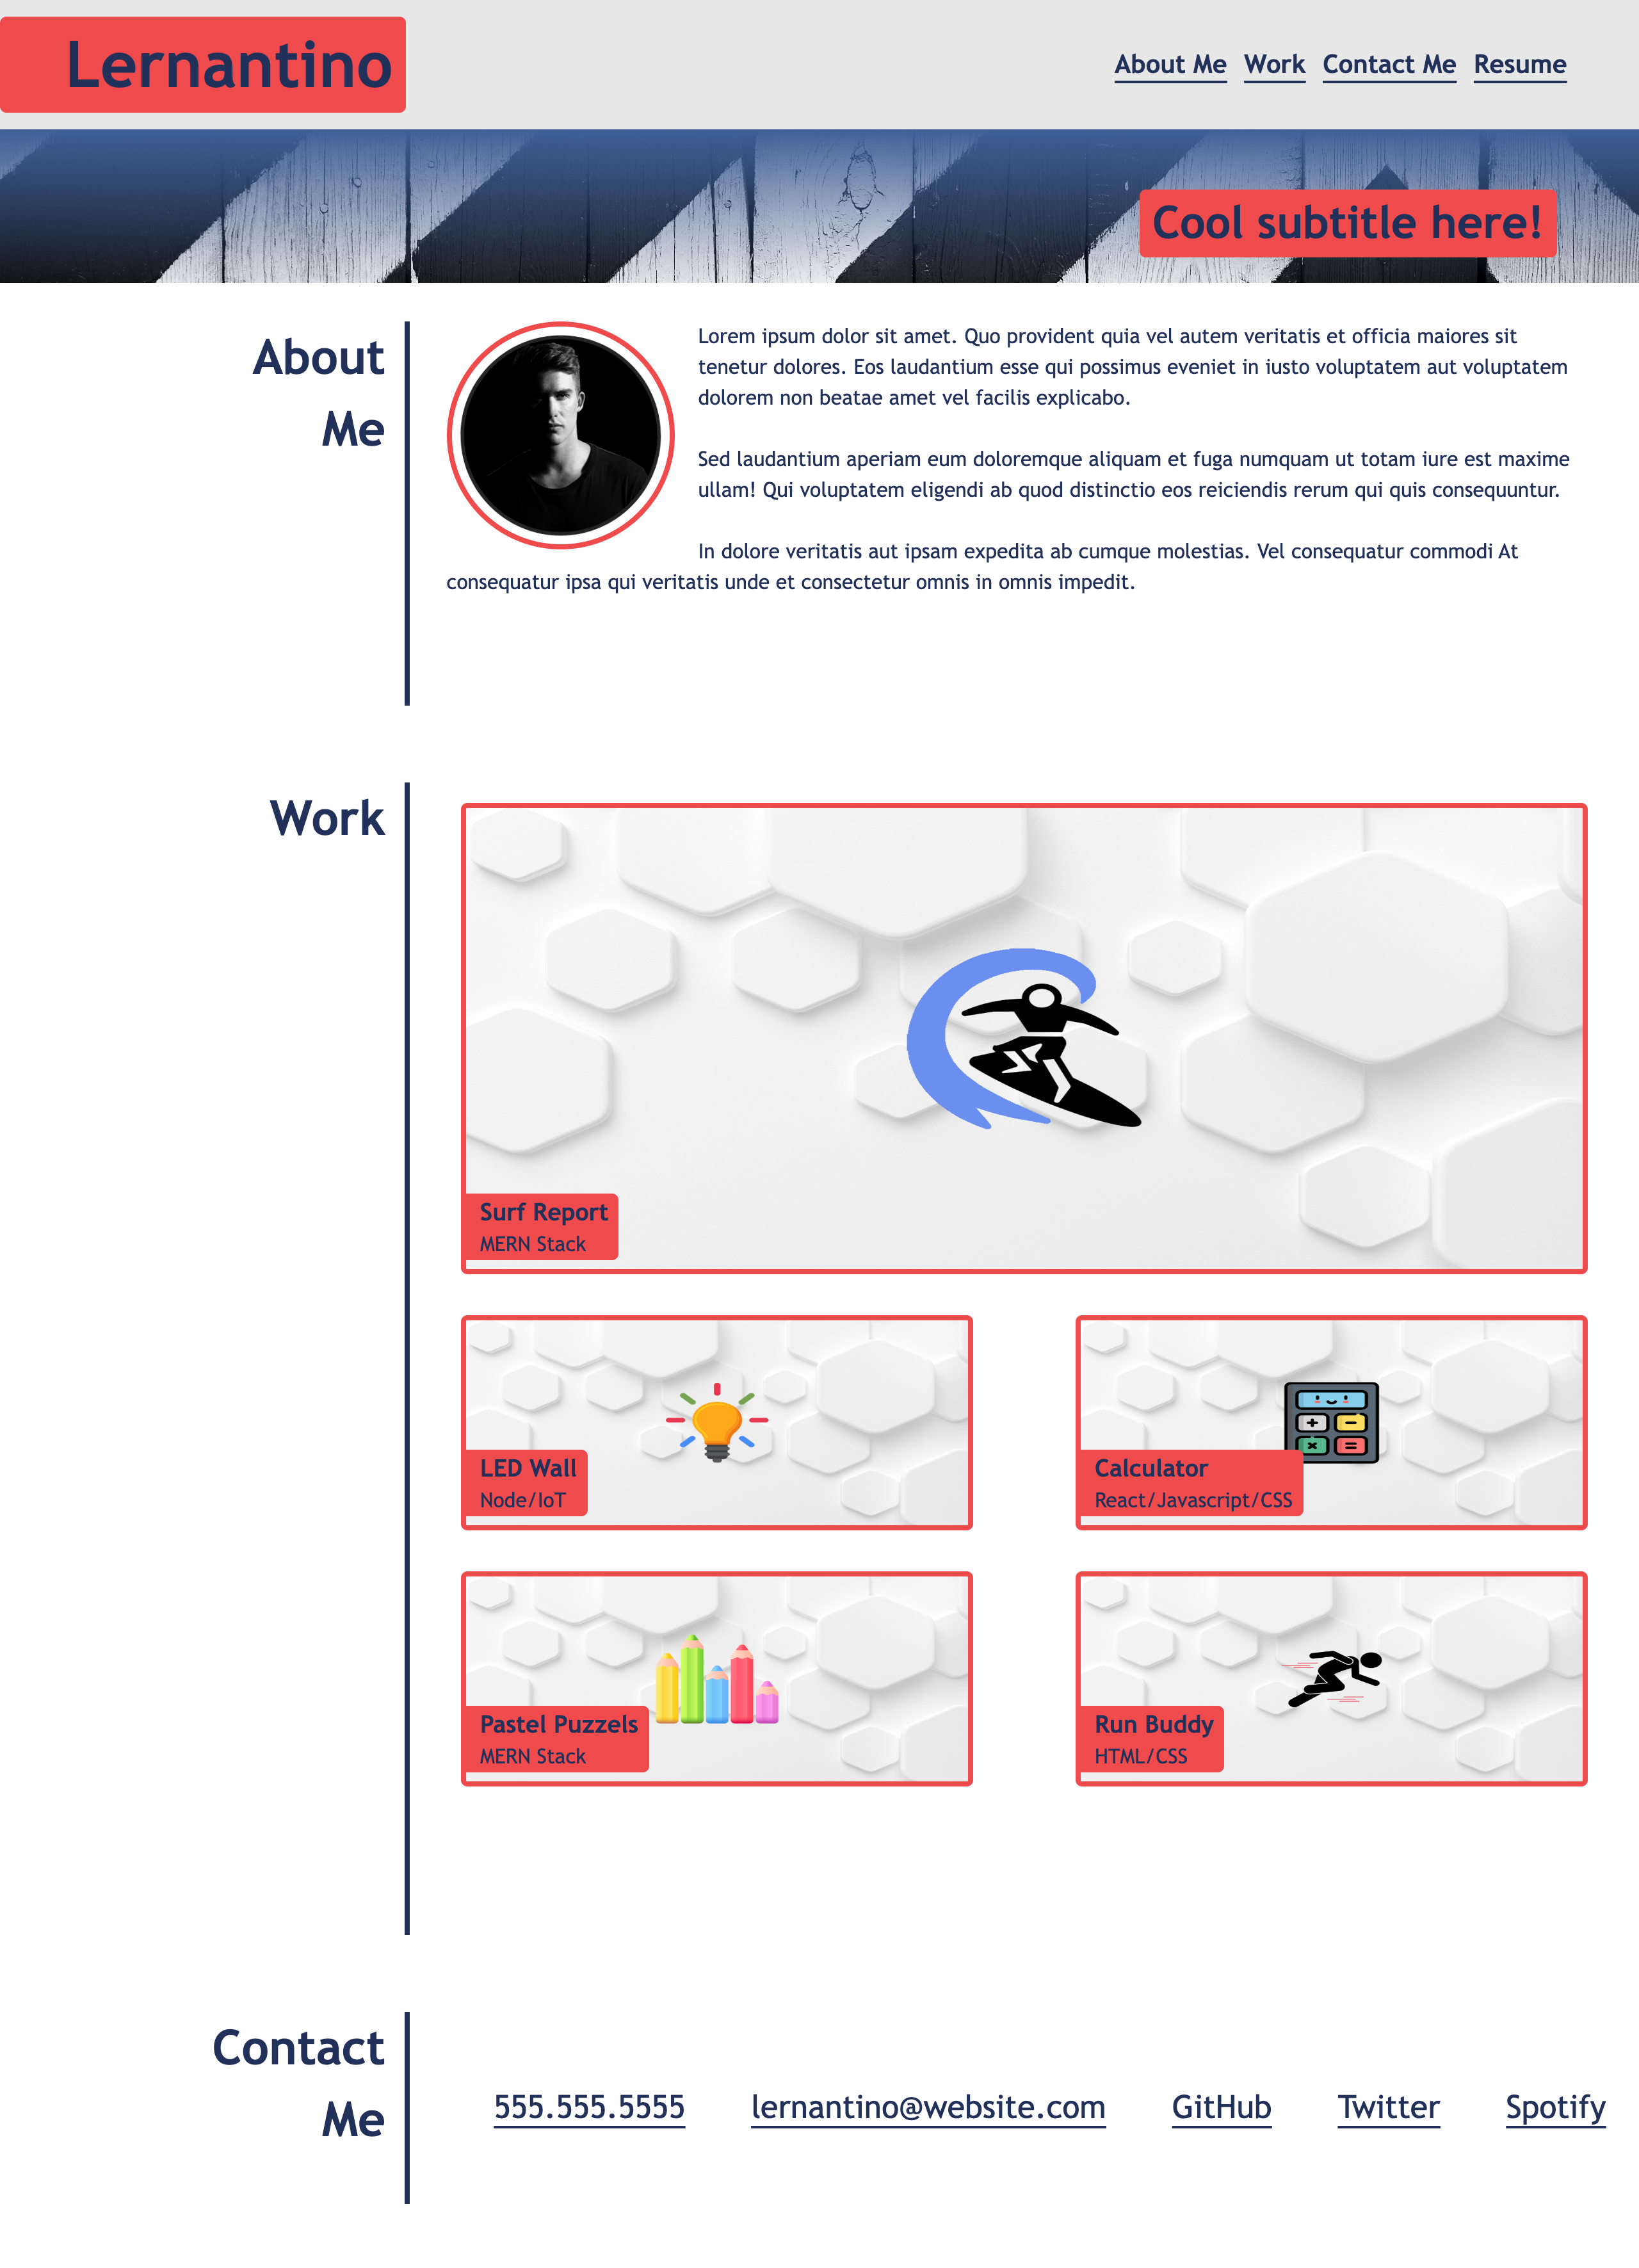 Lernantino
About Me Work Contact Me Resume
Cool subtitle here!
About
Me
Lorem ipsum dolor sit amet. Quo provident quia vel autem veritatis et officia maiores sit
tenetur dolores. Eos laudantium esse qui possimus eveniet in iusto voluptatem aut voluptatem
dolorem non beatae amet vel facilis explicabo.
Sed laudantium aperiam eum doloremque aliquam et fuga numquam ut totam iure est maxime
ullam! Qui voluptatem eligendi ab quod distinctio eos reiciendis rerum qui quis consequuntur.
In dolore veritatis aut ipsam expedita ab cumque molestias. Vel consequatur commodi At
consequatur ipsa qui veritatis unde et consectetur omnis in omnis impedit.
Work
Surf Report
MERN Stack
LED Wall
Node/IoT
Calculator
React/Javascript/CSS
Pastel Puzzels
MERN Stack
Run Buddy
HTML/CSS
Contact
Me
555.555.5555 lernantino@website.com GitHub Twitter Spotify